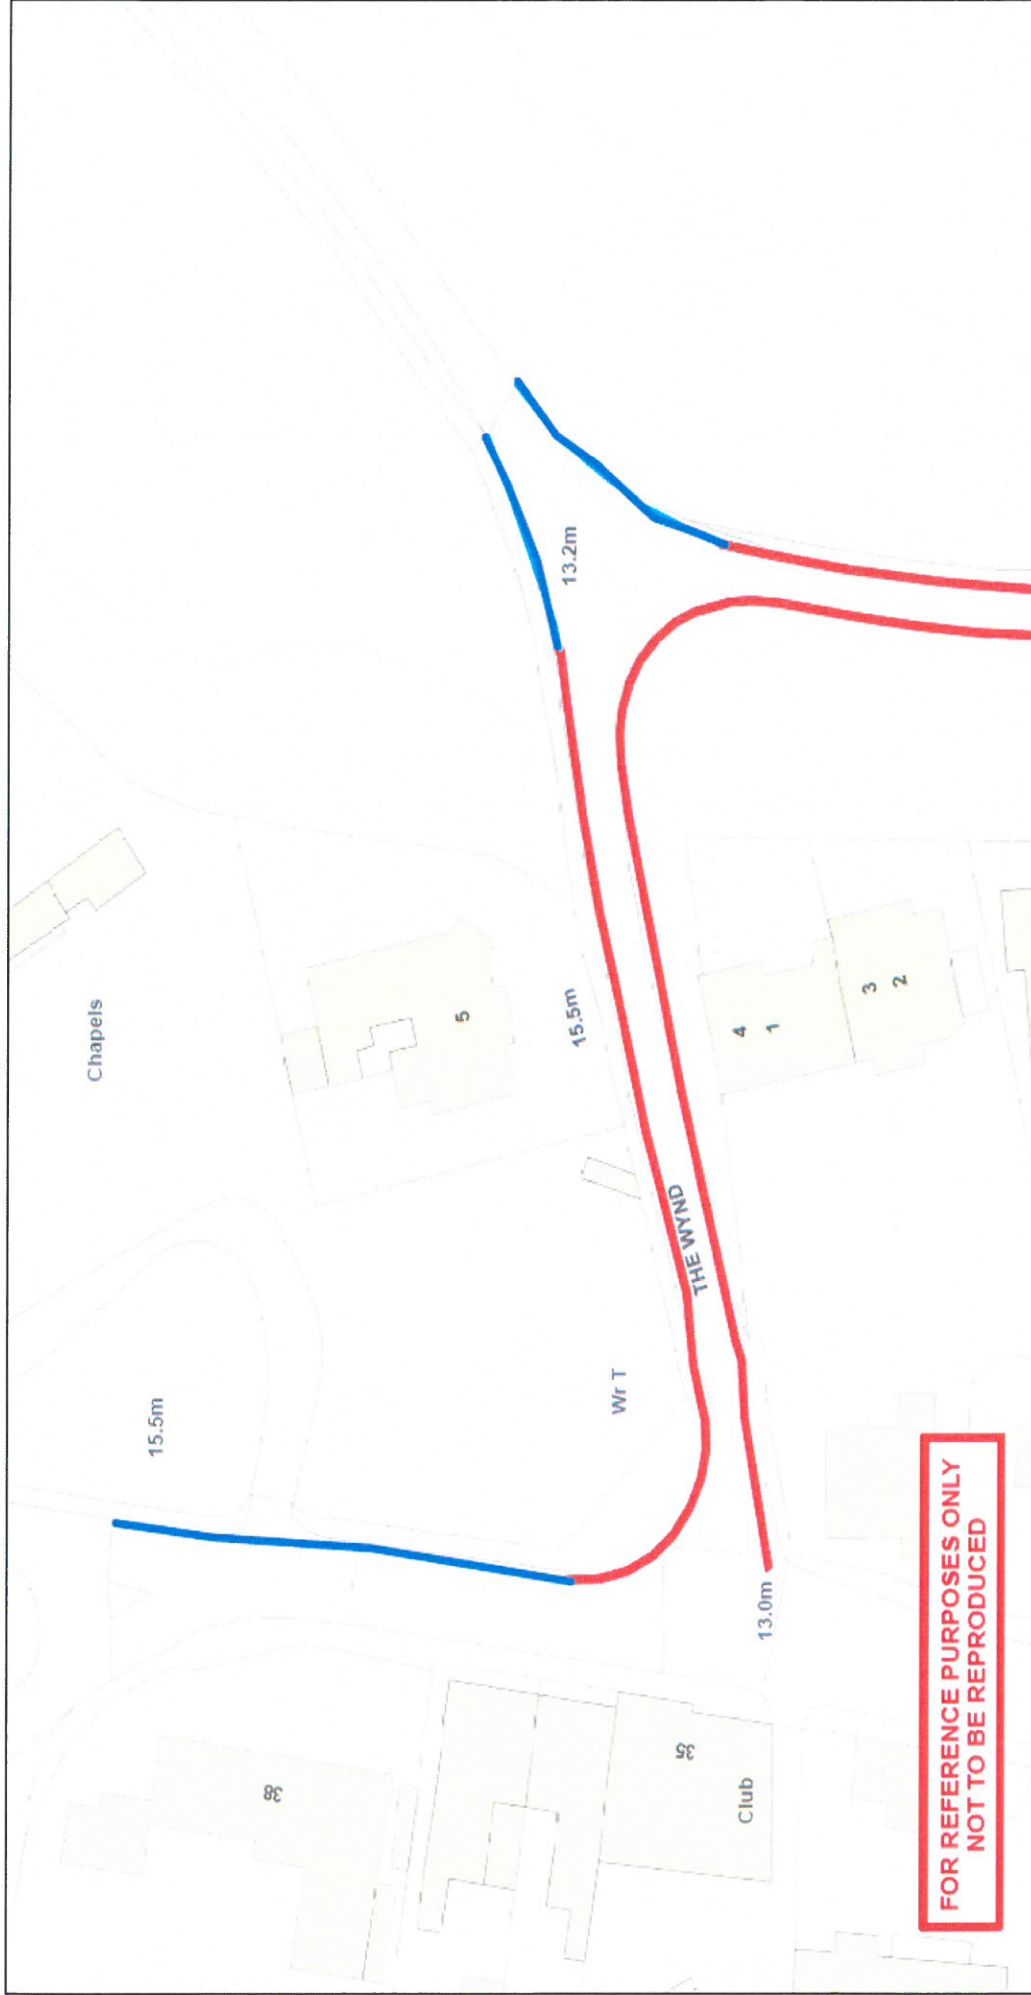 Chapels
15.5m
5
15.5m
13.2m
4
1
3
2
THE WYND
Wr T
13.0m
38
35
Club
FOR REFERENCE PURPOSES ONLY
NOT TO BE REPRODUCED